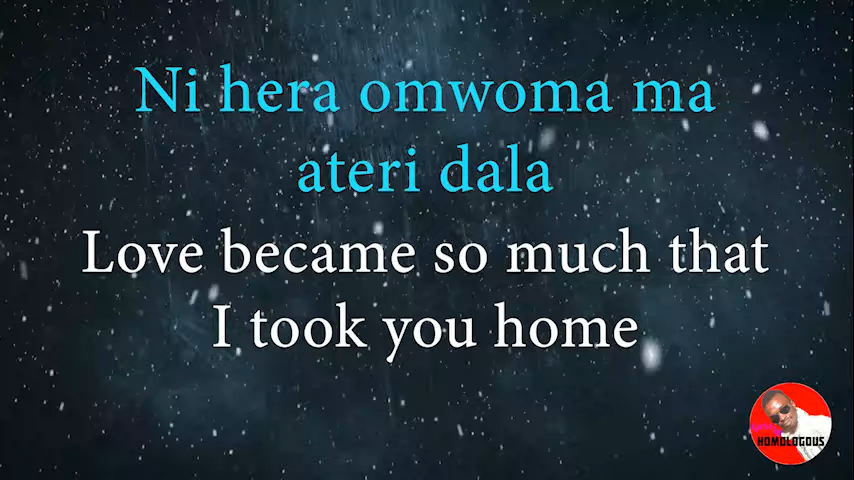 Ni hera omwoma ma
ateri dala
Love became so much that
I took you home
HOMOLOGOUS